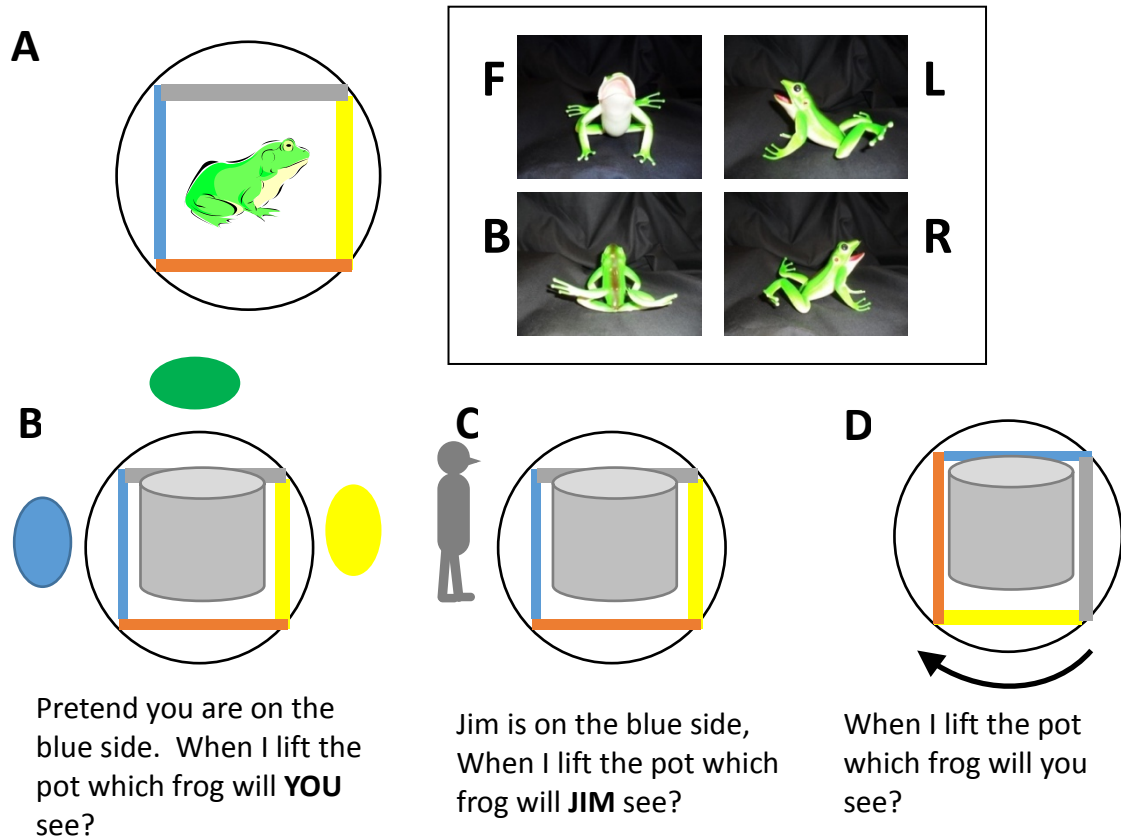 A
F
L
B
R
B
Pretend you are on the
blue side.  When I lift the
pot which frog will YOU
see?
C
Jim is on the blue side,
When I lift the pot which
frog will JIM see?
D
When I lift the pot
which frog will you
see?